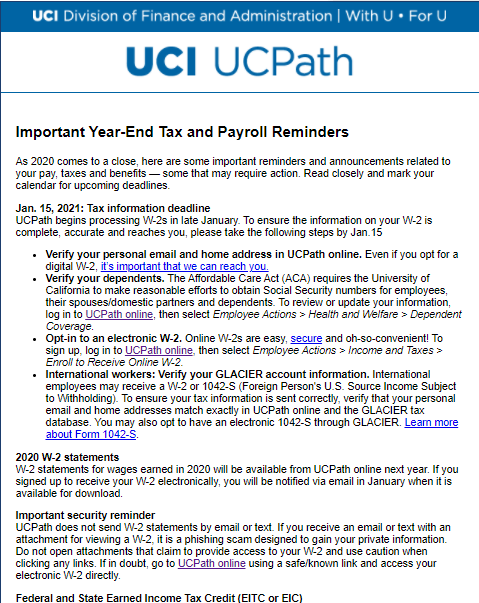 UCI Division of Finance and Administration | With U • For U
UCI UCPath
Important Year-End Tax and Payroll Reminders
As 2020 comes to a close, here are some important reminders and announcements related to
your pay, taxes and benefits — some that may require action. Read closely and mark your
calendar for upcoming deadlines.
Jan. 15, 2021: Tax information deadline
UCPath begins processing W-2s in late January. To ensure the information on your W-2 is
complete, accurate and reaches you, please take the following steps by Jan.15
• Verify your personal email and home address in UCPath online. Even if you opt for a
digital W-2, it's important that we can reach you.
• Verify your dependents. The Affordable Care Act (ACA) requires the University of
California to make reasonable efforts to obtain Social Security numbers for employees,
their spouses/domestic partners and dependents. To review or update your information,
log in to UCPath online, then select Employee Actions > Health and Welfare > Dependent
Coverage.
• Opt-in to an electronic W-2. Online W-2s are easy, secure and oh-so-convenient! To
sign up, log in to UCPath online, then select Employee Actions > Income and Taxes >
Enroll to Receive Online W-2.
• International workers: Verify your GLACIER account information. International
employees may receive a W-2 or 1042-S (Foreign Person's U.S. Source Income Subject
to Withholding). To ensure your tax information is sent correctly, verify that your personal
email and home addresses match exactly in UCPath online and the GLACIER tax
database. You may also opt to have an electronic 1042-S through GLACIER. Learn more
about Form 1042-S.
2020 W-2 statements
W-2 statements for wages earned in 2020 will be available from UCPath online next year. If you
signed up to receive your W-2 electronically, you will be notified via email in January when it is
available for download.
Important security reminder
UCPath does not send W-2 statements by email or text. If you receive an email or text with an
attachment for viewing a W-2, it is a phishing scam designed to gain your private information.
Do not open attachments that claim to provide access to your W-2 and use caution when
clicking any links. If in doubt, go to UCPath online using a safe/known link and access your
electronic W-2 directly.
Federal and State Earned Income Tax Credit (EITC or EIC)